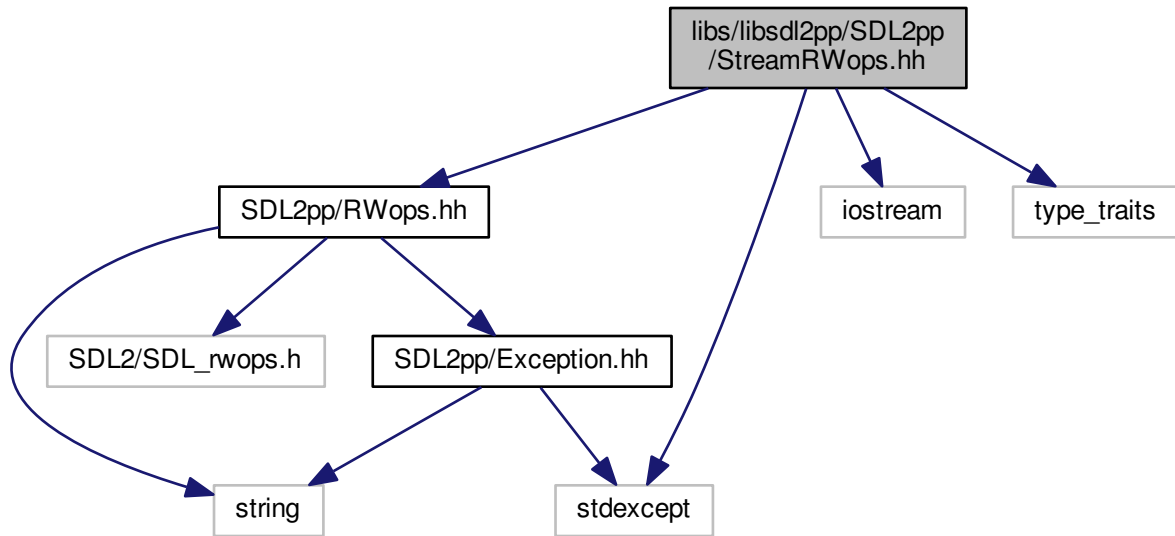 libs/libsdl2pp/SDL2pp
/StreamRWops.hh
SDL2pp/RWops.hh
iostream
type_traits
SDL2/SDL_rwops.h
SDL2pp/Exception.hh
string
stdexcept